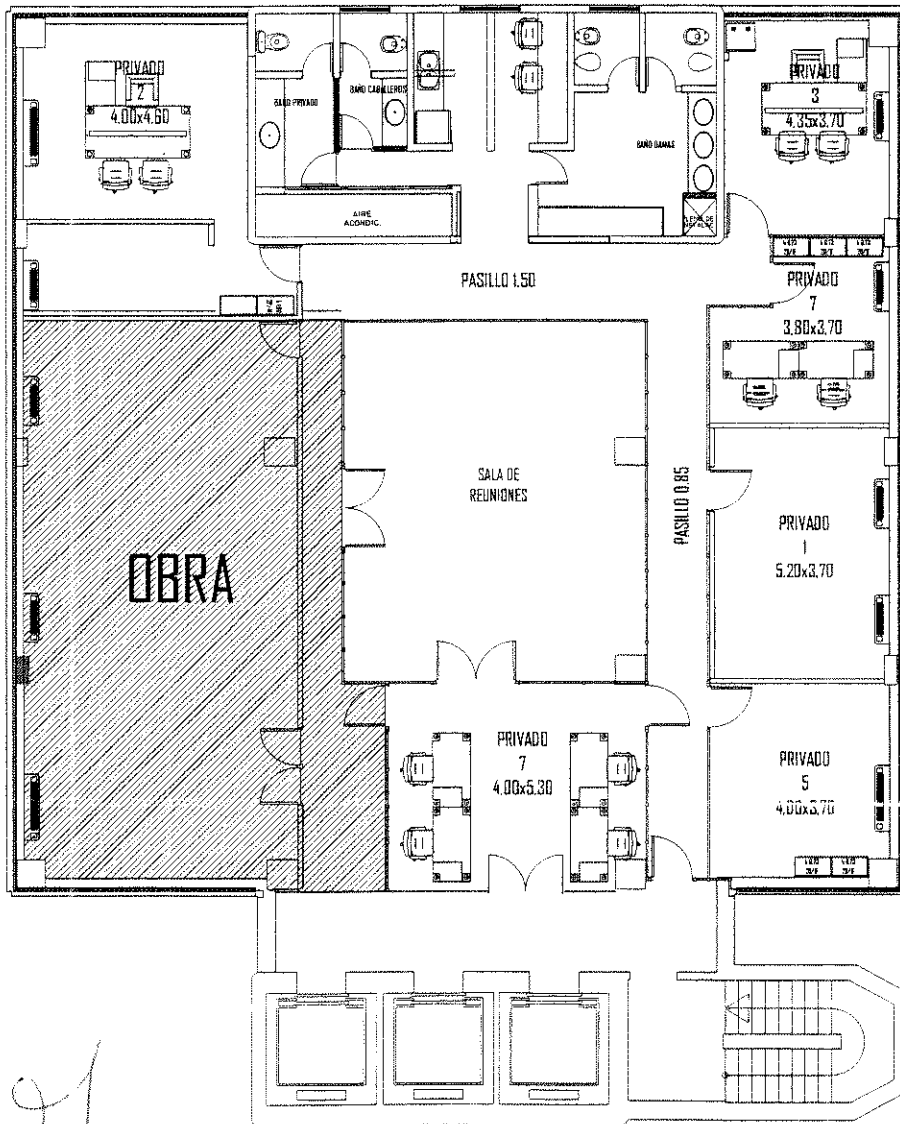 PRIVADO
2
4.00x4.60
BAÑO PRIVADO
BAÑO CABALLEROS
BAÑO DAMAS
PRIVADO
3
4.35x3.70
AIRE
ACONDIC.
PASILLO 1.50
PRIVADO
7
3.80x3.70
SALA DE
REUNIONES
PASILLO 0.85
OBRA
PRIVADO
1
5.20x3.70
PRIVADO
7
4.00x5.30
PRIVADO
5
4.00x3.70